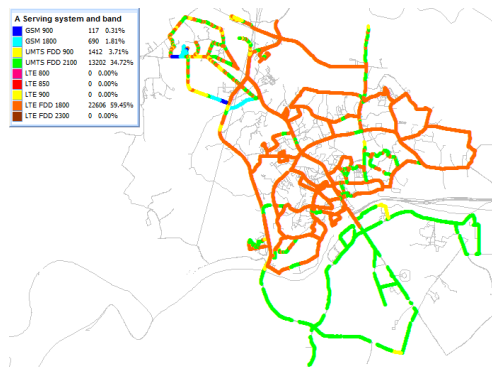 A Serving system and band
GSM 900 117 0.31%
GSM 1800 690 1.81%
UMTS FDD 900 1412 3.71%
UMTS FDD 2100 13202 34.72%
LTE 800 0 0.00%
LTE 850 0 0.00%
LTE 900 0 0.00%
LTE FDD 1800 22606 59.45%
LTE FDD 2300 0 0.00%